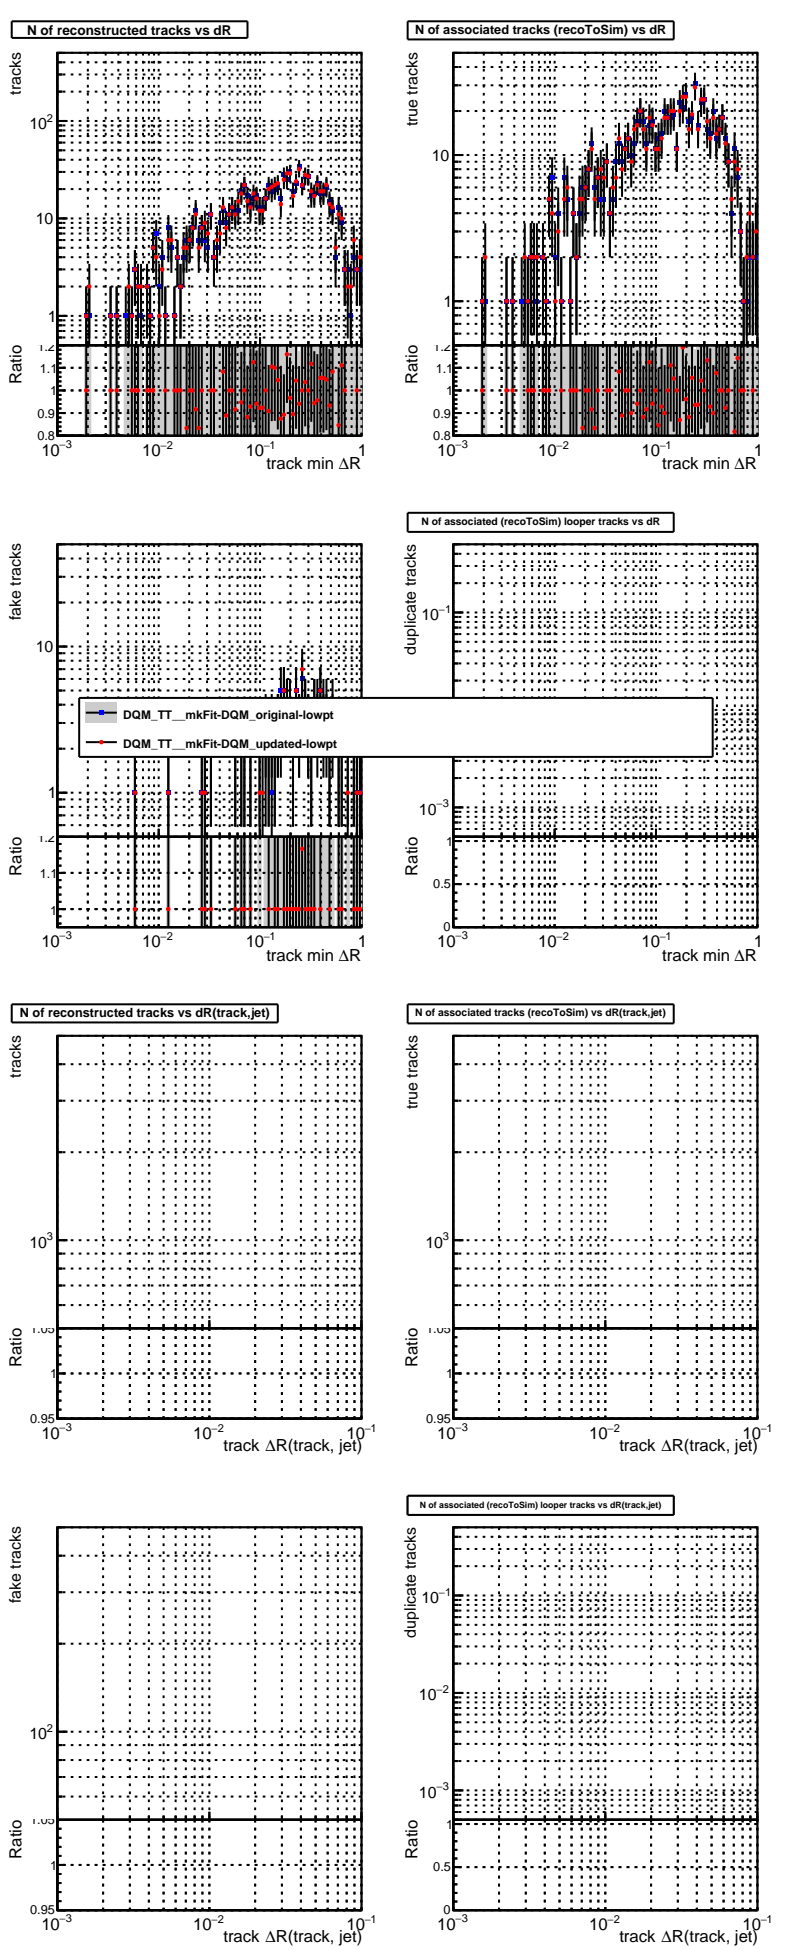 N of reconstructed tracks vs dR
N of associated tracks (recoToSim) vs dR
tracks
10²
10
1
Ratio
1.2
1.1
1
0.9
0.8
10⁻³
10⁻²
10⁻¹
1
track min ΔR
true tracks
10
1
Ratio
1.2
1.1
1
0.9
0.8
10⁻³
10⁻²
10⁻¹
1
track min ΔR
N of associated (recoToSim) looper tracks vs dR
fake tracks
10
1
Ratio
1.2
1.1
1
10⁻³
10⁻²
10⁻¹
1
track min ΔR
duplicate tracks
10⁻¹
10⁻³
Ratio
1
0.5
0
10⁻³
10⁻²
10⁻¹
1
track min ΔR
DQM_TT__mkFit-DQM_original-lowpt
DQM_TT__mkFit-DQM_updated-lowpt
N of reconstructed tracks vs dR(track,jet)
N of associated tracks (recoToSim) vs dR(track,jet)
tracks
10³
Ratio
1.05
1
0.95
10⁻³
10⁻²
10⁻¹
track ΔR(track, jet)
true tracks
10³
Ratio
1.05
1
0.95
10⁻³
10⁻²
10⁻¹
track ΔR(track, jet)
N of associated (recoToSim) looper tracks vs dR(track,jet)
fake tracks
10²
Ratio
1.05
1
0.95
10⁻³
10⁻²
10⁻¹
track ΔR(track, jet)
duplicate tracks
10⁻¹
10⁻²
10⁻³
Ratio
1
0.5
0
10⁻³
10⁻²
10⁻¹
track ΔR(track, jet)